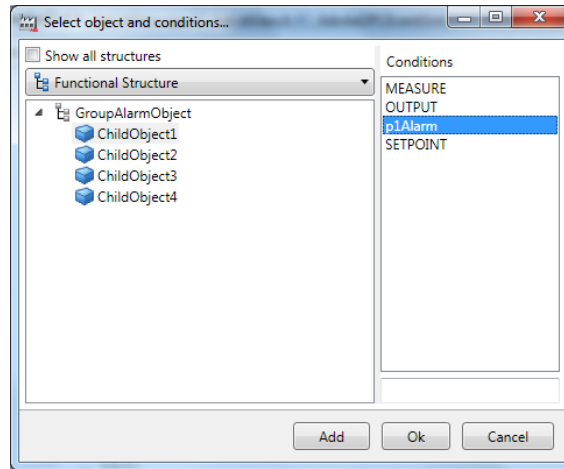 Select object and conditions...
Show all structures
Functional Structure
GroupAlarmObject
ChildObject1
ChildObject2
ChildObject3
ChildObject4
Conditions
MEASURE
OUTPUT
p1Alarm
SETPOINT
Add
Ok
Cancel